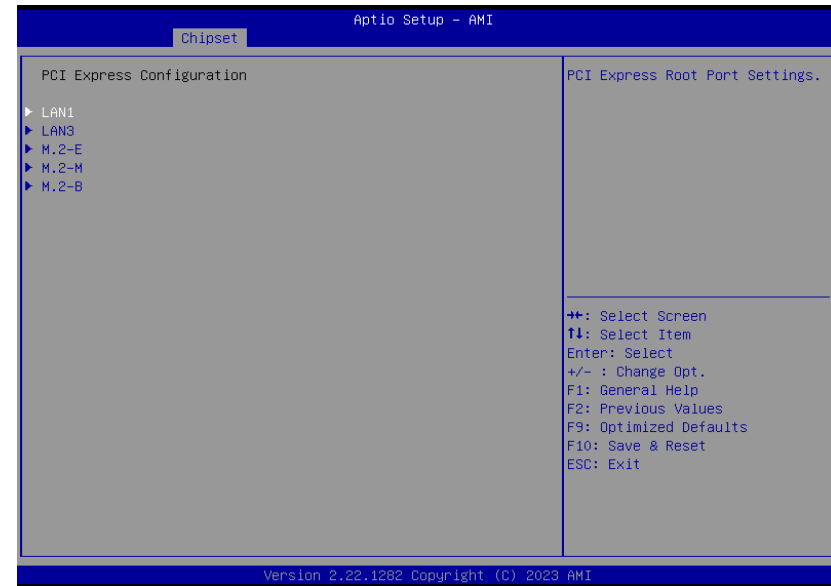 Aptio Setup – AMI
Chipset
PCI Express Configuration
PCI Express Root Port Settings.
▶ LAN1
▶ LAN3
▶ M.2–E
▶ M.2–M
▶ M.2–B
→←: Select Screen
↑↓: Select Item
Enter: Select
+/– : Change Opt.
F1: General Help
F2: Previous Values
F9: Optimized Defaults
F10: Save & Reset
ESC: Exit
Version 2.22.1282 Copyright (C) 2023 AMI